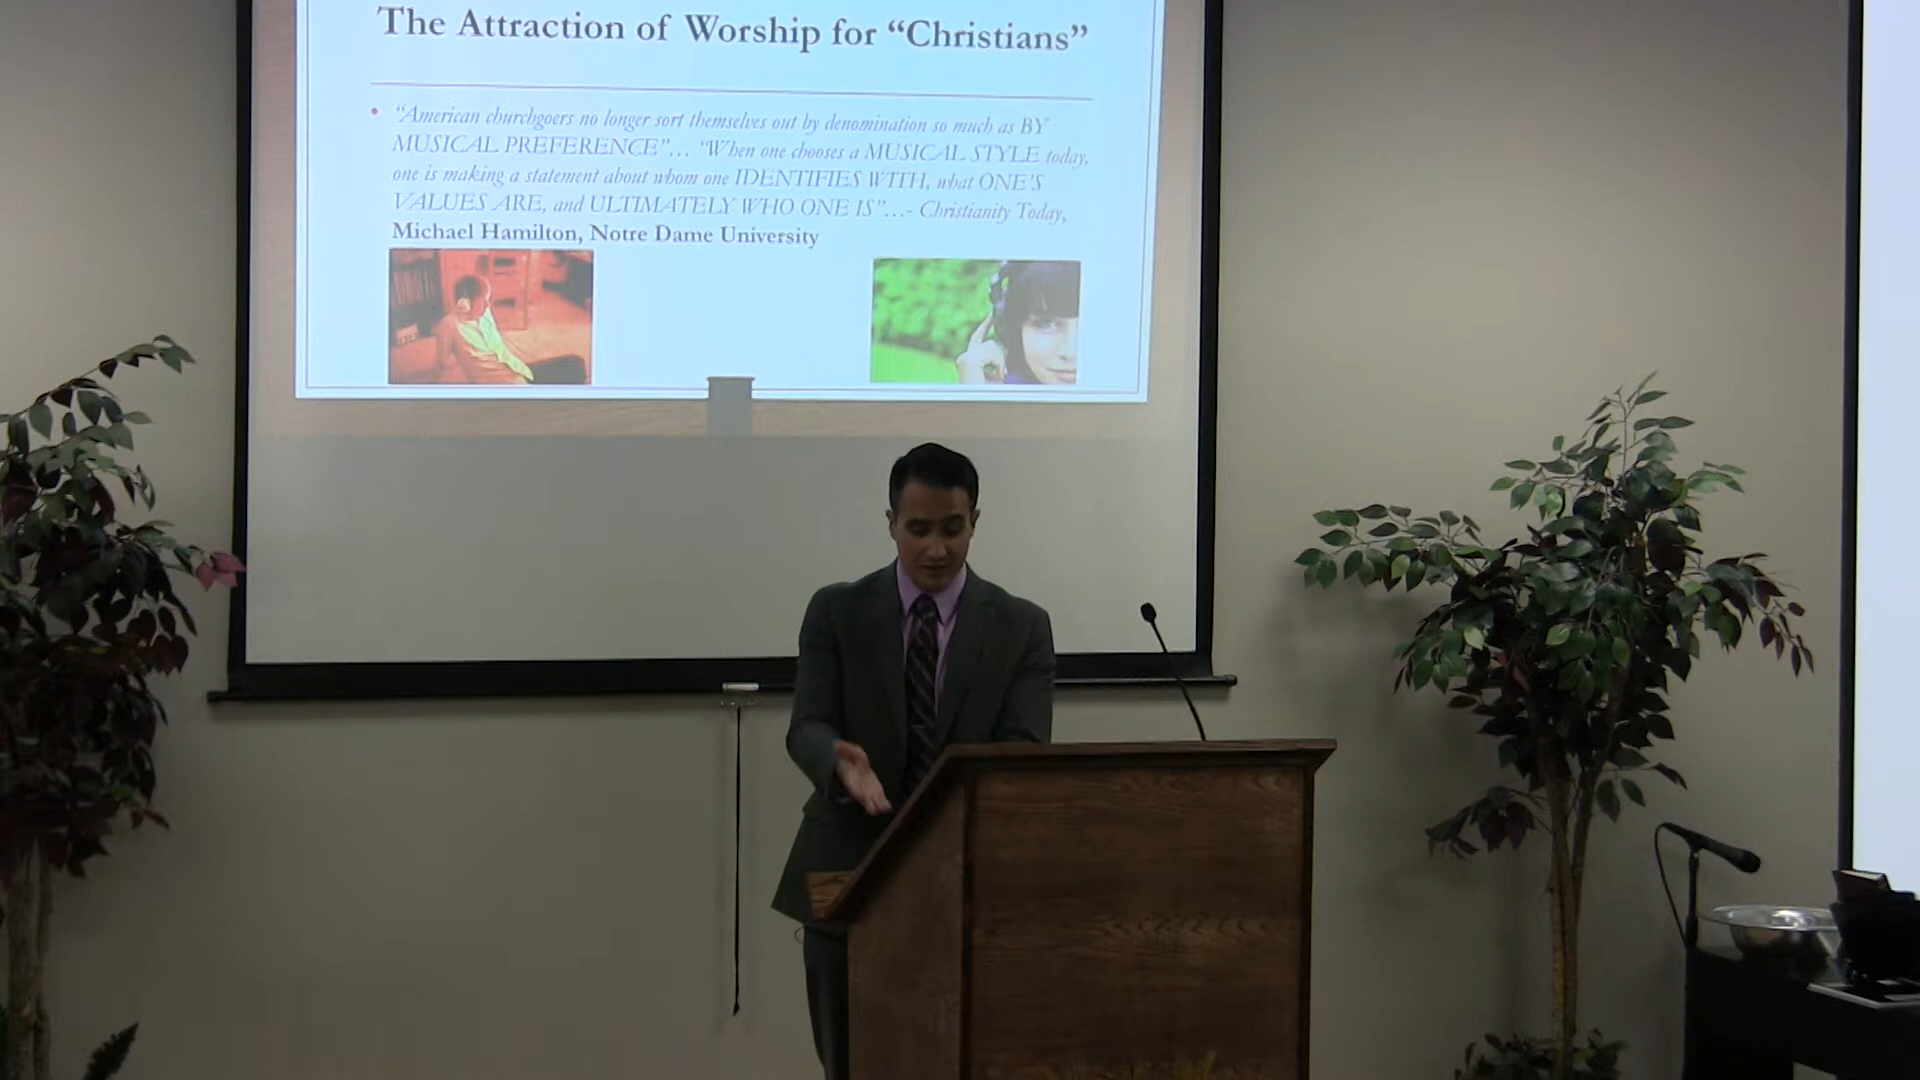 The Attraction of Worship for “Christians”
• “American churchgoers no longer sort themselves out by denomination so much as BY
MUSICAL PREFERENCE”… “When one chooses a MUSICAL STYLE today,
one is making a statement about whom one IDENTIFIES WITH, what ONE'S
VALUES ARE, and ULTIMATELY WHO ONE IS”…- Christianity Today,
Michael Hamilton, Notre Dame University